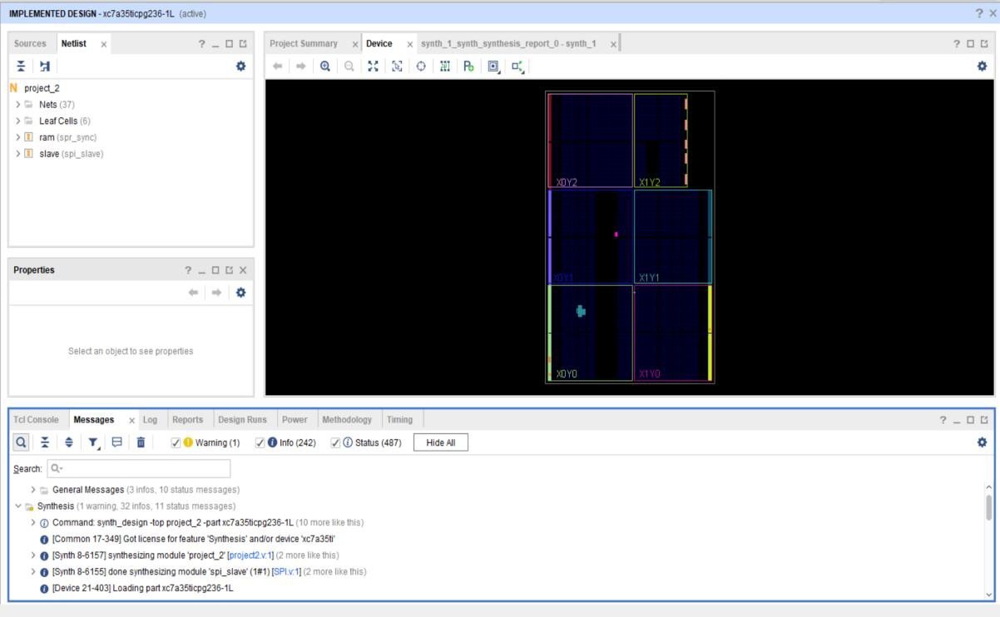 IMPLEMENTED DESIGN - xc7a35ticpg236-1L (active)
Sources Netlist
project_2
Nets (37)
Leaf Cells (6)
ram (spr_sync)
slave (spi_slave)
Properties
Select an object to see properties
Project Summary Device synth_1_synth_synthesis_report_0 - synth_1
X0Y2 X1Y2
X0Y1 X1Y1
X0Y0 X1Y0
Tcl Console Messages Log Reports Design Runs Power Methodology Timing
Warning (1) Info (242) Status (487) Hide All
Search:
General Messages (3 infos, 10 status messages)
Synthesis (1 warning, 32 infos, 11 status messages)
Command: synth_design -top project_2 -part xc7a35ticpg236-1L (10 more like this)
[Common 17-349] Got license for feature 'Synthesis' and/or device 'xc7a35ti'
[Synth 8-6157] synthesizing module 'project_2' [project2.v:1] (2 more like this)
[Synth 8-6155] done synthesizing module 'spi_slave' (1#1) [SPI.v:1] (2 more like this)
[Device 21-403] Loading part xc7a35ticpg236-1L